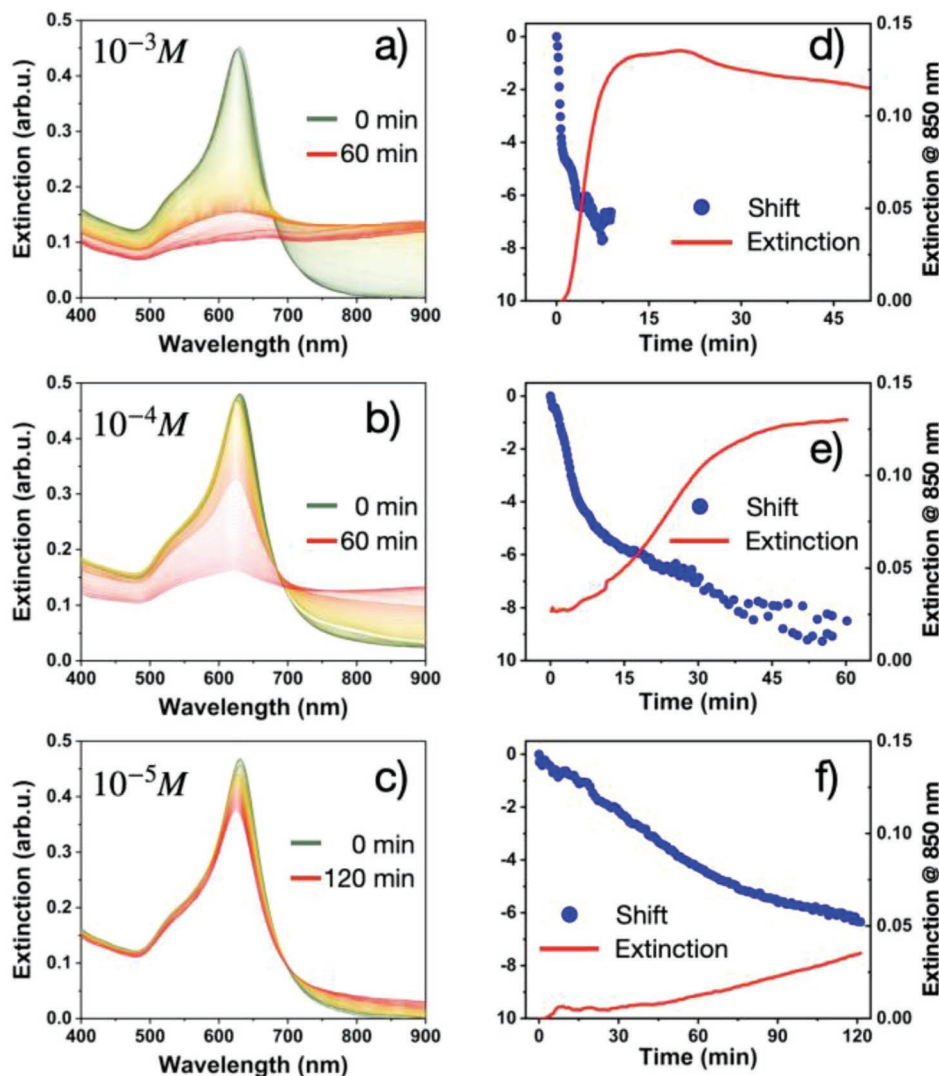 10⁻³M
a)
0 min
60 min
Extinction (arb.u.)
0.5
0.4
0.3
0.2
0.1
0.0
400 500 600 700 800 900
Wavelength (nm)
d)
0
-2
-4
-6
-8
10
Shift
Extinction
0.15
0.10
0.05
0.00
Extinction @ 850 nm
0 15 30 45
Time (min)
10⁻⁴M
b)
0 min
60 min
Extinction (arb.u.)
0.5
0.4
0.3
0.2
0.1
0.0
400 500 600 700 800 900
Wavelength (nm)
e)
0
-2
-4
-6
-8
10
Shift
Extinction
0.15
0.10
0.05
0.00
Extinction @ 850 nm
0 15 30 45 60
Time (min)
10⁻⁵M
c)
0 min
120 min
Extinction (arb.u.)
0.5
0.4
0.3
0.2
0.1
0.0
400 500 600 700 800 900
Wavelength (nm)
f)
0
-2
-4
-6
-8
10
Shift
Extinction
0.15
0.10
0.05
0.00
Extinction @ 850 nm
0 30 60 90 120
Time (min)